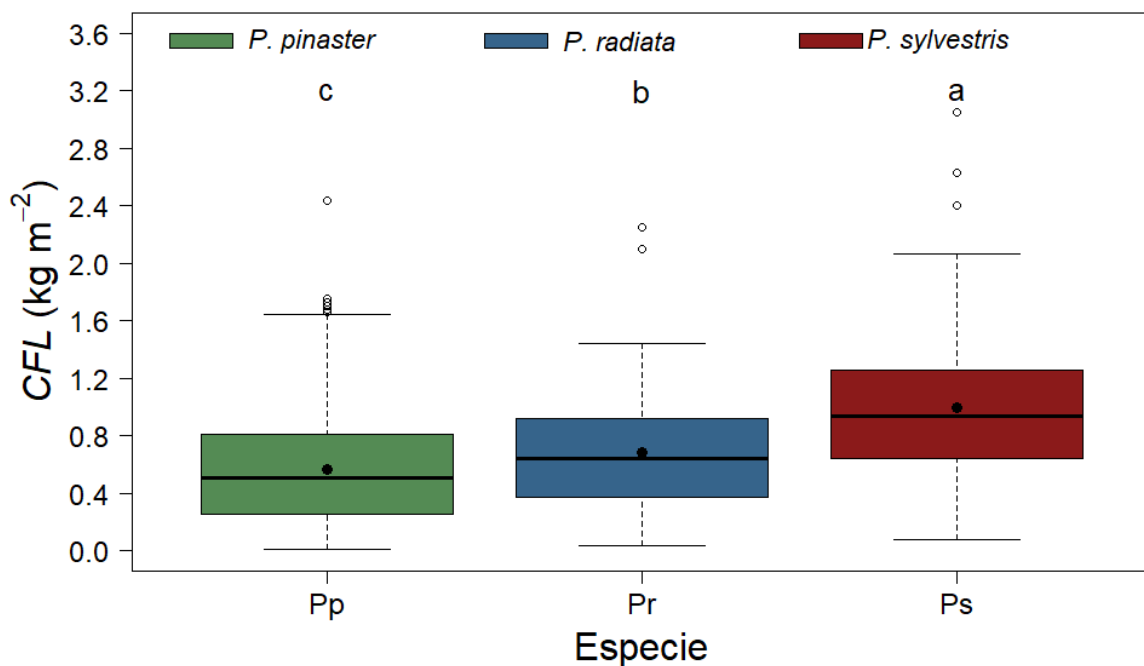 P. pinaster P. radiata P. sylvestris
c b a
3.6
3.2
2.8
2.4
2.0
1.6
1.2
0.8
0.4
0.0
CFL (kg m⁻²)
Pp Pr Ps
Especie